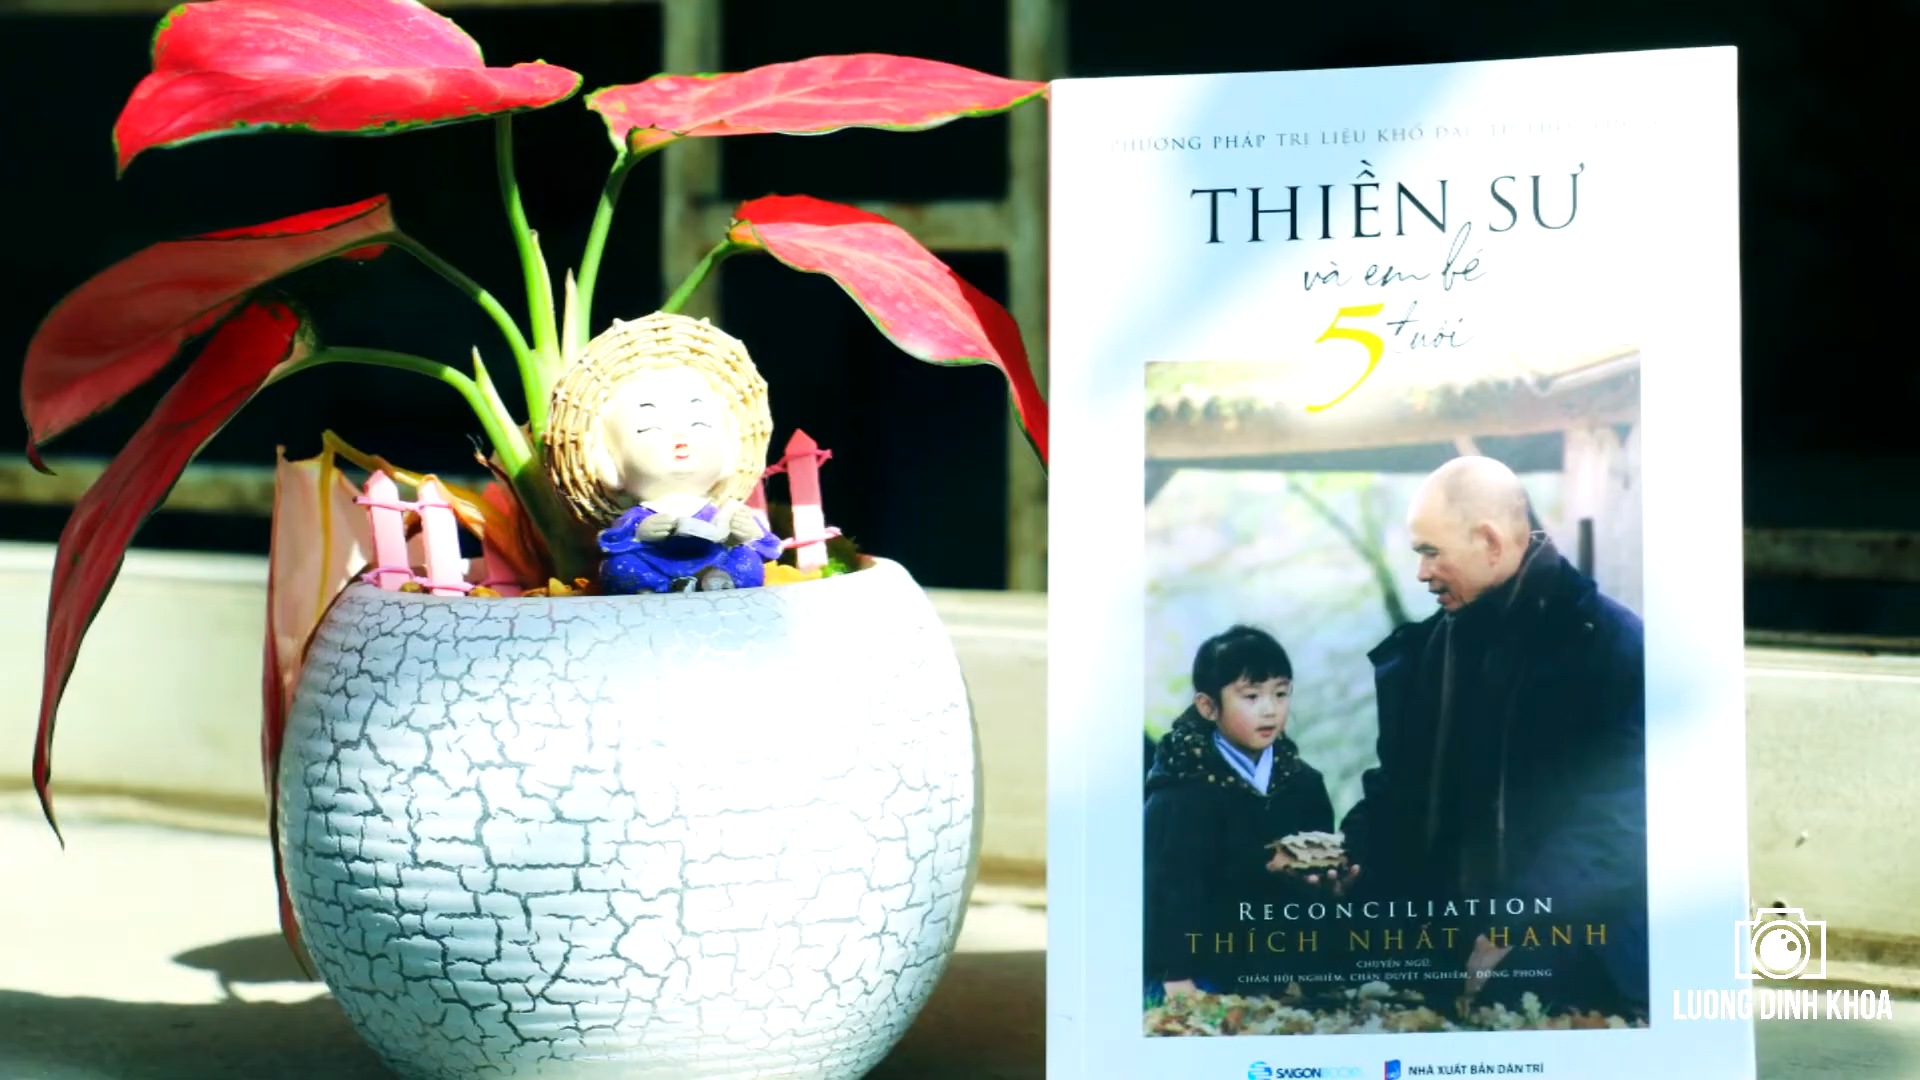 PHƯƠNG PHÁP TRỊ LIỆU KHỔ ĐAU
THIỀN SƯ
và em bé
5 tuổi
RECONCILIATION
THÍCH NHẤT HẠNH
CHUYỂN NGỮ:
CHÂN HỘI NGHIÊM, CHÂN DUYỆT NGHIÊM, ĐỒNG PHONG
SAIGONBOOKS
NHÀ XUẤT BẢN DÂN TRÍ
LUONG DINH KHOA